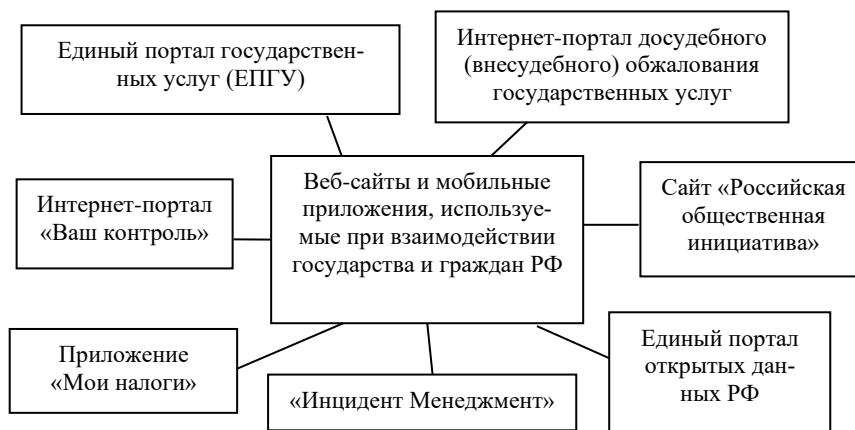 Единый портал государствен-
ных услуг (ЕПГУ)
Интернет-портал досудебного
(внесудебного) обжалования
государственных услуг
Интернет-портал
«Ваш контроль»
Веб-сайты и мобильные
приложения, используе-
мые при взаимодействии
государства и граждан РФ
Сайт «Российская
общественная
инициатива»
Приложение
«Мои налоги»
«Инцидент Менеджмент»
Единый портал
открытых дан-
ных РФ